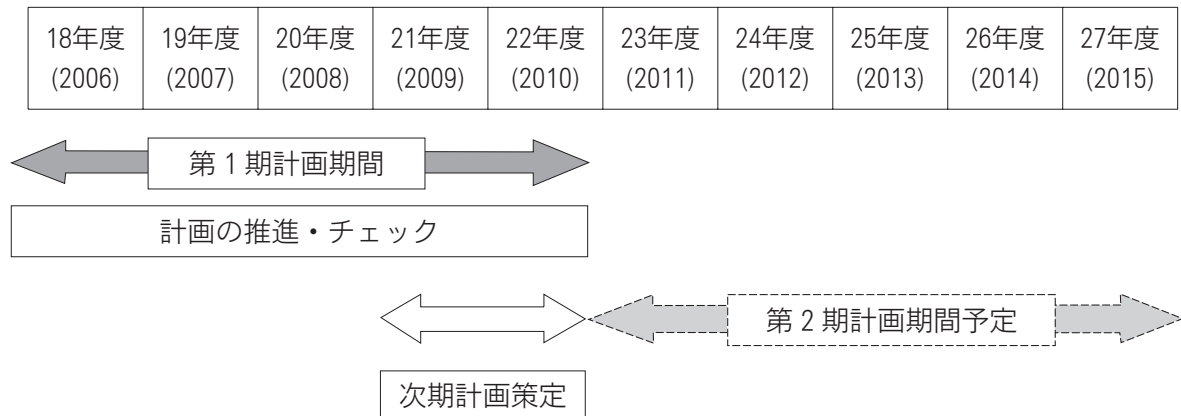 18年度 19年度 20年度 21年度 22年度 23年度 24年度 25年度 26年度 27年度
(2006) (2007) (2008) (2009) (2010) (2011) (2012) (2013) (2014) (2015)
第1期計画期間
計画の推進・チェック
第2期計画期間予定
次期計画策定